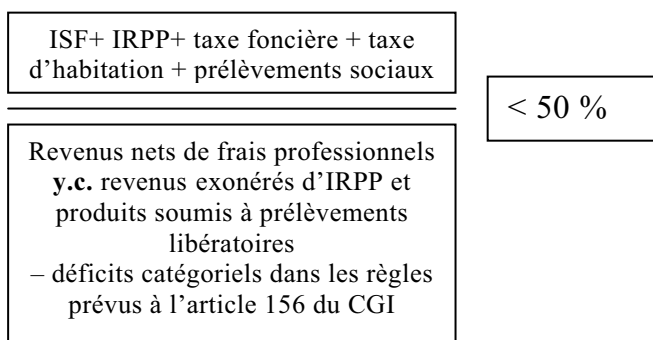 ISF+ IRPP+ taxe foncière + taxe
d’habitation + prélèvements sociaux
< 50 %
Revenus nets de frais professionnels
y.c. revenus exonérés d’IRPP et
produits soumis à prélèvements
libératoires
– déficits catégoriels dans les règles
prévus à l’article 156 du CGI